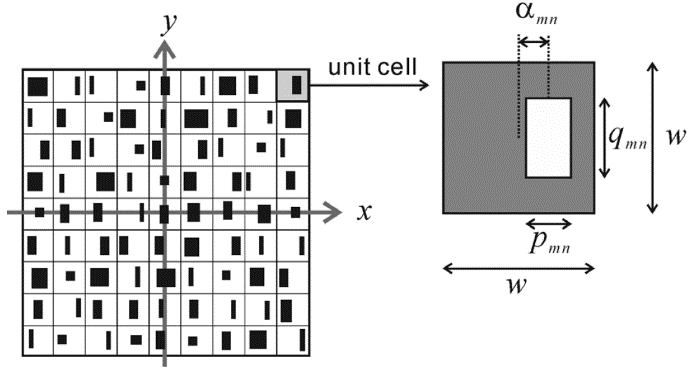 y
x
unit cell
α_mn
q_mn
w
p_mn
w